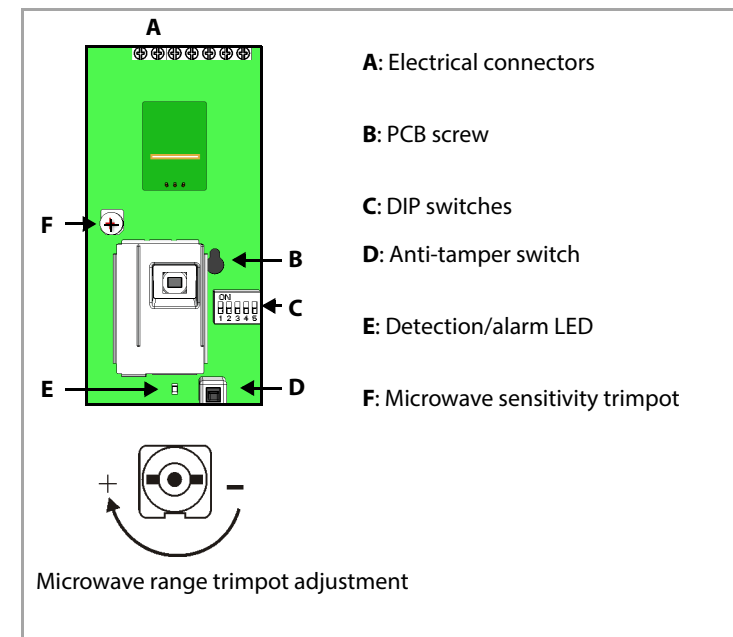 A
A: Electrical connectors
B: PCB screw
C: DIP switches
F
B
D: Anti-tamper switch
ON
C
1 2 3 4 5
E: Detection/alarm LED
E
D
F: Microwave sensitivity trimpot
+ -
Microwave range trimpot adjustment